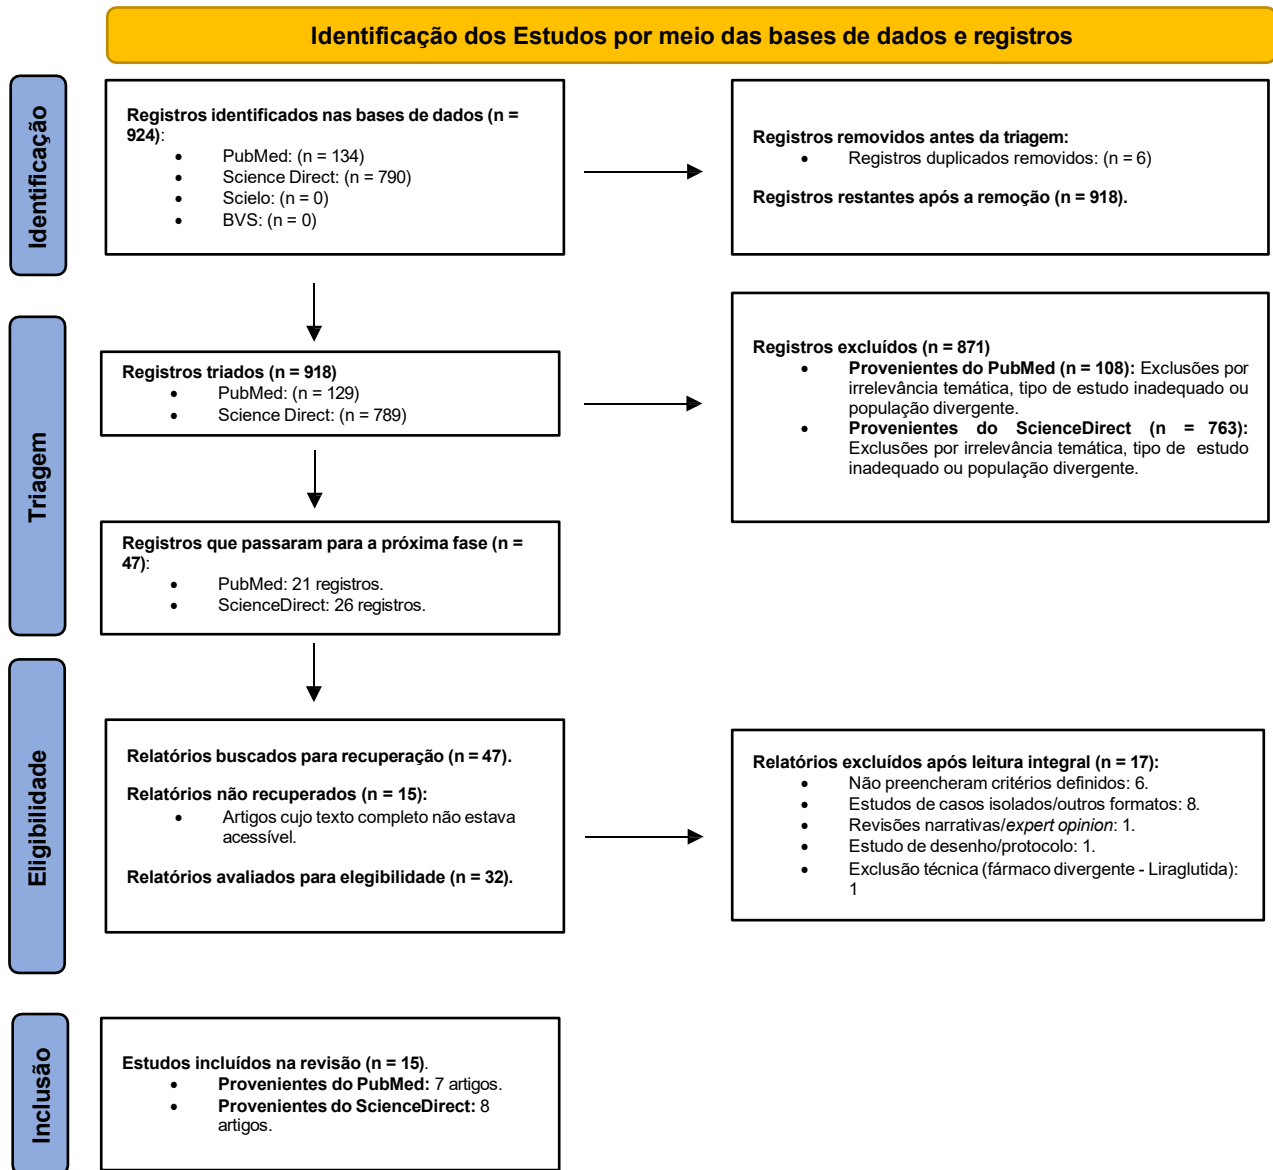 Identificação dos Estudos por meio das bases de dados e registros
Identificação
Registros identificados nas bases de dados (n =
924):
• PubMed: (n = 134)
• Science Direct: (n = 790)
• Scielo: (n = 0)
• BVS: (n = 0)
Registros removidos antes da triagem:
• Registros duplicados removidos: (n = 6)
Registros restantes após a remoção (n = 918).
Triagem
Registros triados (n = 918)
• PubMed: (n = 129)
• Science Direct: (n = 789)
Registros excluídos (n = 871)
• Provenientes do PubMed (n = 108): Exclusões por
irrelevância temática, tipo de estudo inadequado ou
população divergente.
• Provenientes do ScienceDirect (n = 763):
Exclusões por irrelevância temática, tipo de estudo
inadequado ou população divergente.
Registros que passaram para a próxima fase (n =
47):
• PubMed: 21 registros.
• ScienceDirect: 26 registros.
Eligibilidade
Relatórios buscados para recuperação (n = 47).
Relatórios não recuperados (n = 15):
• Artigos cujo texto completo não estava
acessível.
Relatórios avaliados para elegibilidade (n = 32).
Relatórios excluídos após leitura integral (n = 17):
• Não preencheram critérios definidos: 6.
• Estudos de casos isolados/outros formatos: 8.
• Revisões narrativas/expert opinion: 1.
• Estudo de desenho/protocolo: 1.
• Exclusão técnica (fármaco divergente - Liraglutida):
1
Inclusão
Estudos incluídos na revisão (n = 15).
• Provenientes do PubMed: 7 artigos.
• Provenientes do ScienceDirect: 8
artigos.